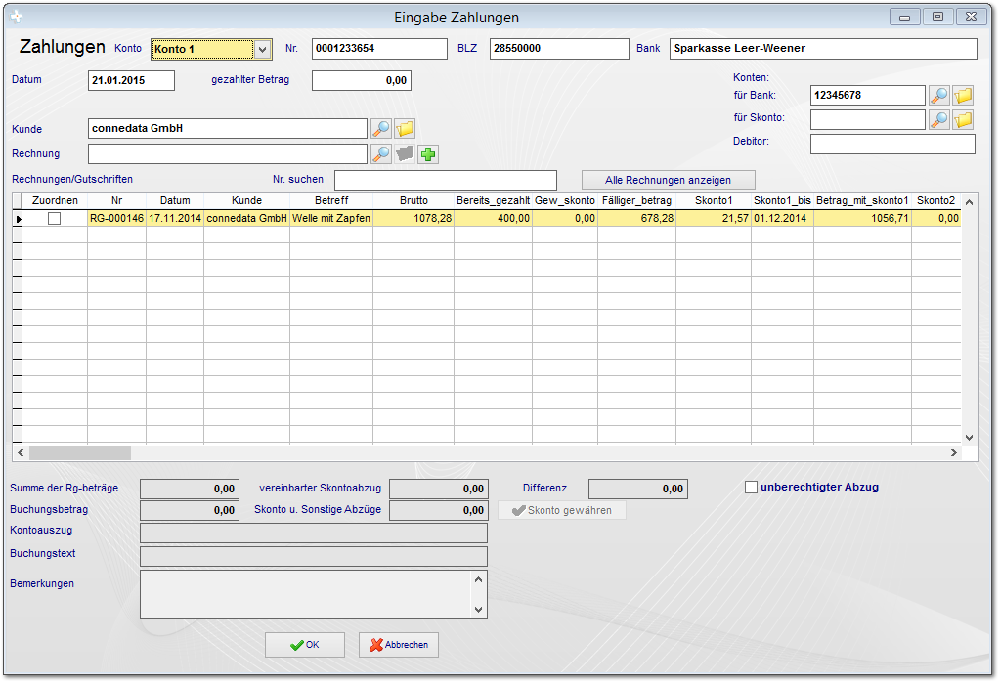 Eingabe Zahlungen
Zahlungen Konto Konto 1 Nr. 0001233654 BLZ 28550000 Bank Sparkasse Leer-Weener
Datum 21.01.2015 gezahlter Betrag 0,00 Konten:
für Bank: 12345678
für Skonto:
Kunde connedata GmbH
Debitor:
Rechnung
Rechnungen/Gutschriften Nr. suchen Alle Rechnungen anzeigen
Zuordnen Nr Datum Kunde Betreff Brutto Bereits_gezahlt Gew_skonto Fälliger_betrag Skonto1 Skonto1_bis Betrag_mit_skonto1 Skonto2
RG-000146 17.11.2014 connedata GmbH Welle mit Zapfen 1078,28 400,00 0,00 678,28 21,57 01.12.2014 1056,71 0,00
Summe der Rg-beträge 0,00 vereinbarter Skontoabzug 0,00 Differenz 0,00 unberechtigter Abzug
Buchungsbetrag 0,00 Skonto u. Sonstige Abzüge 0,00 Skonto gewähren
Kontoauszug
Buchungstext
Bemerkungen
OK Abbrechen